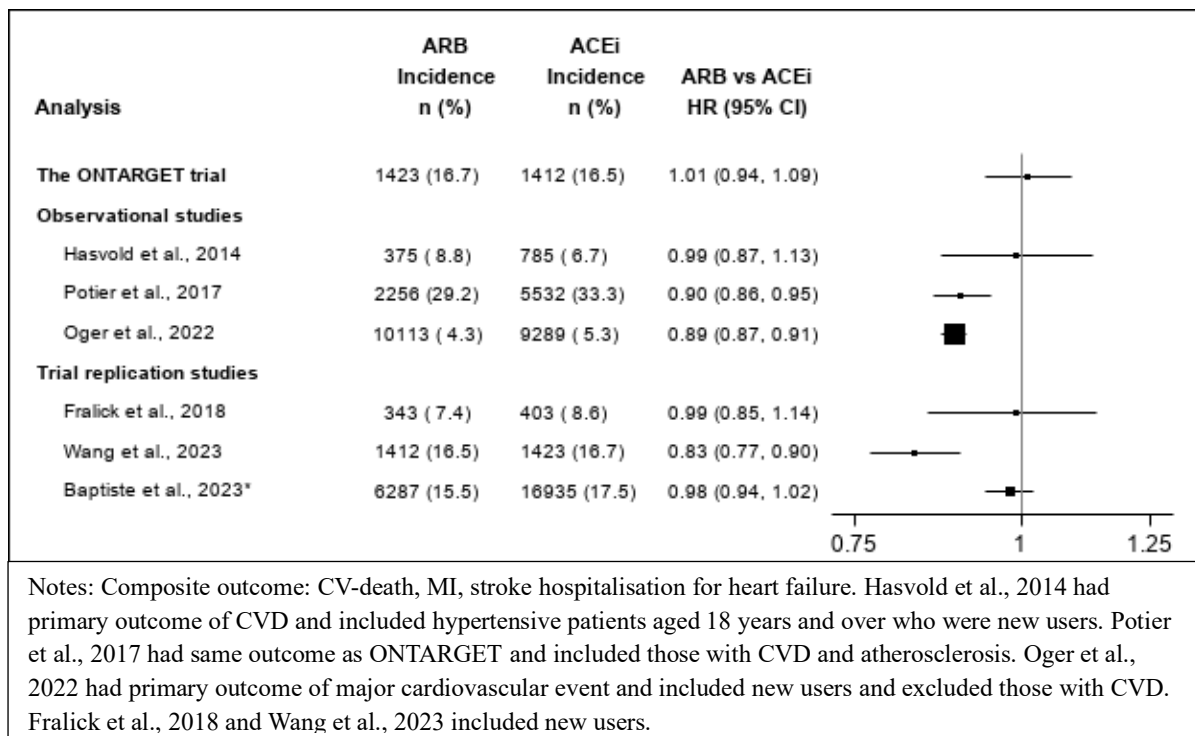 ARB ACEi
Incidence Incidence ARB vs ACEi
Analysis n (%) n (%) HR (95% CI)
The ONTARGET trial 1423 (16.7) 1412 (16.5) 1.01 (0.94, 1.09)
Observational studies
Hasvold et al., 2014 375 ( 8.8) 785 ( 6.7) 0.99 (0.87, 1.13)
Potier et al., 2017 2256 (29.2) 5532 (33.3) 0.90 (0.86, 0.95)
Oger et al., 2022 10113 ( 4.3) 9289 ( 5.3) 0.89 (0.87, 0.91)
Trial replication studies
Fralick et al., 2018 343 ( 7.4) 403 ( 8.6) 0.99 (0.85, 1.14)
Wang et al., 2023 1412 (16.5) 1423 (16.7) 0.83 (0.77, 0.90)
Baptiste et al., 2023* 6287 (15.5) 16935 (17.5) 0.98 (0.94, 1.02)
0.75 1 1.25
Notes: Composite outcome: CV-death, MI, stroke hospitalisation for heart failure. Hasvold et al., 2014 had
primary outcome of CVD and included hypertensive patients aged 18 years and over who were new users. Potier
et al., 2017 had same outcome as ONTARGET and included those with CVD and atherosclerosis. Oger et al.,
2022 had primary outcome of major cardiovascular event and included new users and excluded those with CVD.
Fralick et al., 2018 and Wang et al., 2023 included new users.